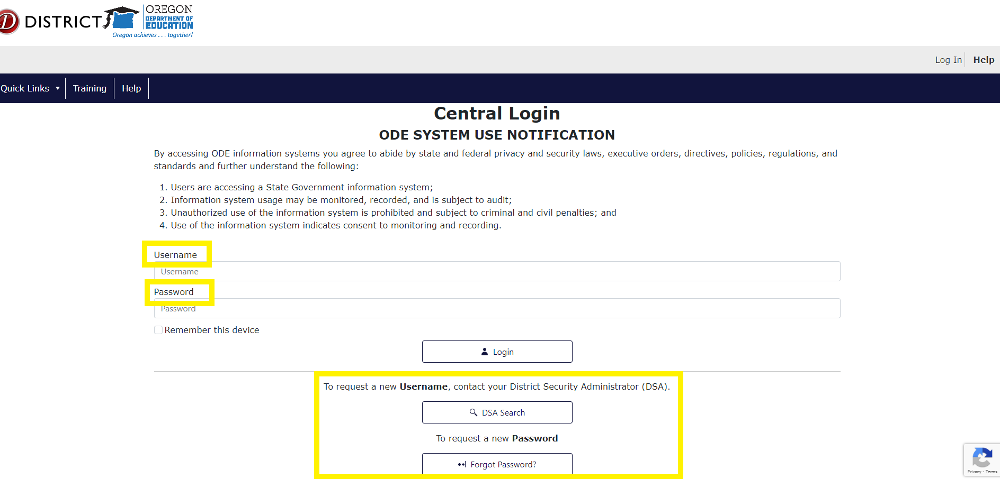 DISTRICT
OREGON
DEPARTMENT OF
EDUCATION
Oregon achieves . . . together!
Log In
Help
Quick Links
Training
Help
Central Login
ODE SYSTEM USE NOTIFICATION
By accessing ODE information systems you agree to abide by state and federal privacy and security laws, executive orders, directives, policies, regulations, and
standards and further understand the following:
1. Users are accessing a State Government information system;
2. Information system usage may be monitored, recorded, and is subject to audit;
3. Unauthorized use of the information system is prohibited and subject to criminal and civil penalties; and
4. Use of the information system indicates consent to monitoring and recording.
Username
Username
Password
Password
Remember this device
Login
To request a new Username, contact your District Security Administrator (DSA).
DSA Search
To request a new Password
Forgot Password?
Privacy - Terms